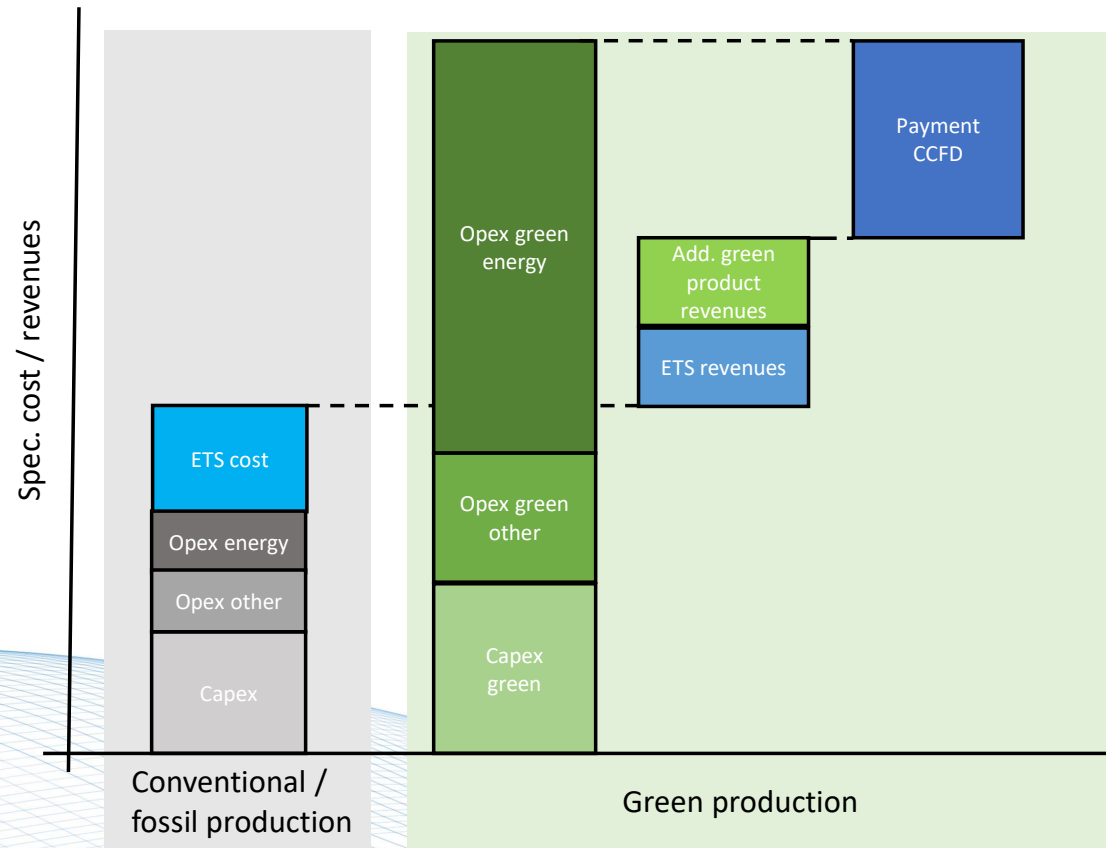 Spec. cost / revenues
ETS cost
Opex energy
Opex other
Capex
Opex green
energy
Opex green
other
Capex
green
Add. green
product
revenues
ETS revenues
Payment
CCFD
Conventional /
fossil production
Green production